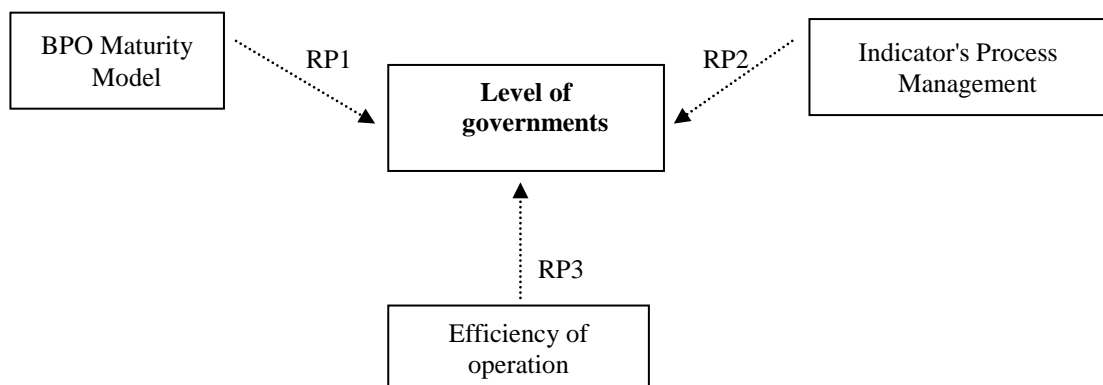 BPO Maturity
Model
RP1
Level of
governments
RP2
Indicator's Process
Management
RP3
Efficiency of
operation